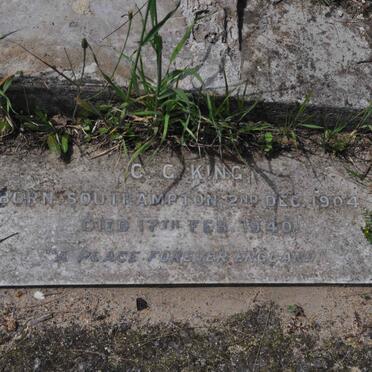 C. C. KING
BORN SOUTHAMPTON 2ND DEC. 1904
DIED 17TH FEB. 1940.
"A PLACE FOREVER ENGLAND"